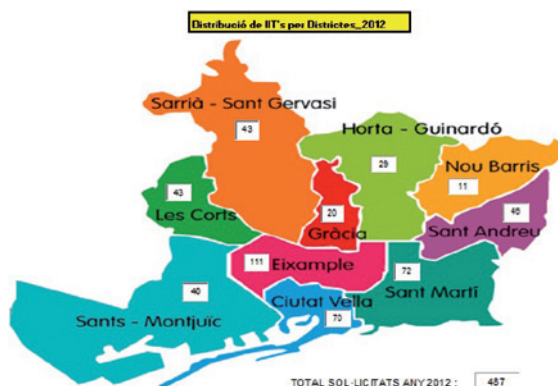 Distribució de IIT's per Districtes_2012
Sarrià - Sant Gervasi
43
Horta - Guinardó
29
Nou Barris
11
43
Les Corts
20
Gràcia
Sant Andreu
111
Eixample
72
Sant Martí
40
Sants - Montjuïc
Ciutat Vella
70
TOTAL SOL·LICITATS ANY 2012 : 487